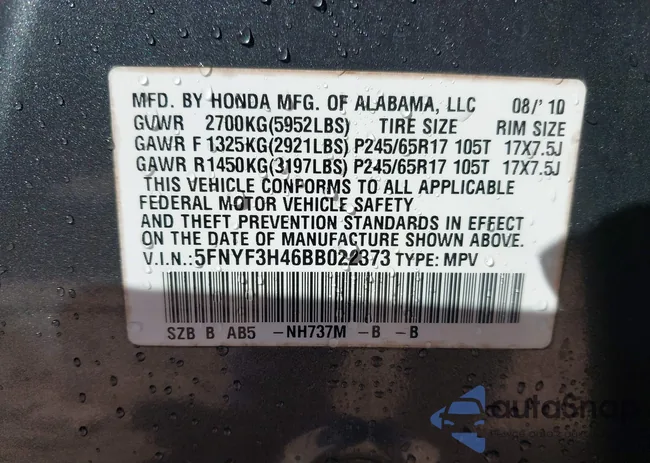 MFD. BY HONDA MFG. OF ALABAMA, LLC 08/'10
GVWR 2700KG(5952LBS) TIRE SIZE RIM SIZE
GAWR F 1325KG(2921LBS) P245/65R17 105T 17X7.5J
GAWR R1450KG(3197LBS) P245/65R17 105T 17X7.5J
THIS VEHICLE CONFORMS TO ALL APPLICABLE
FEDERAL MOTOR VEHICLE SAFETY
AND THEFT PREVENTION STANDARDS IN EFFECT
ON THE DATE OF MANUFACTURE SHOWN ABOVE.
V.I.N.:5FNYF3H46BB022373 TYPE: MPV
SZB B AB5 -NH737M -B -B